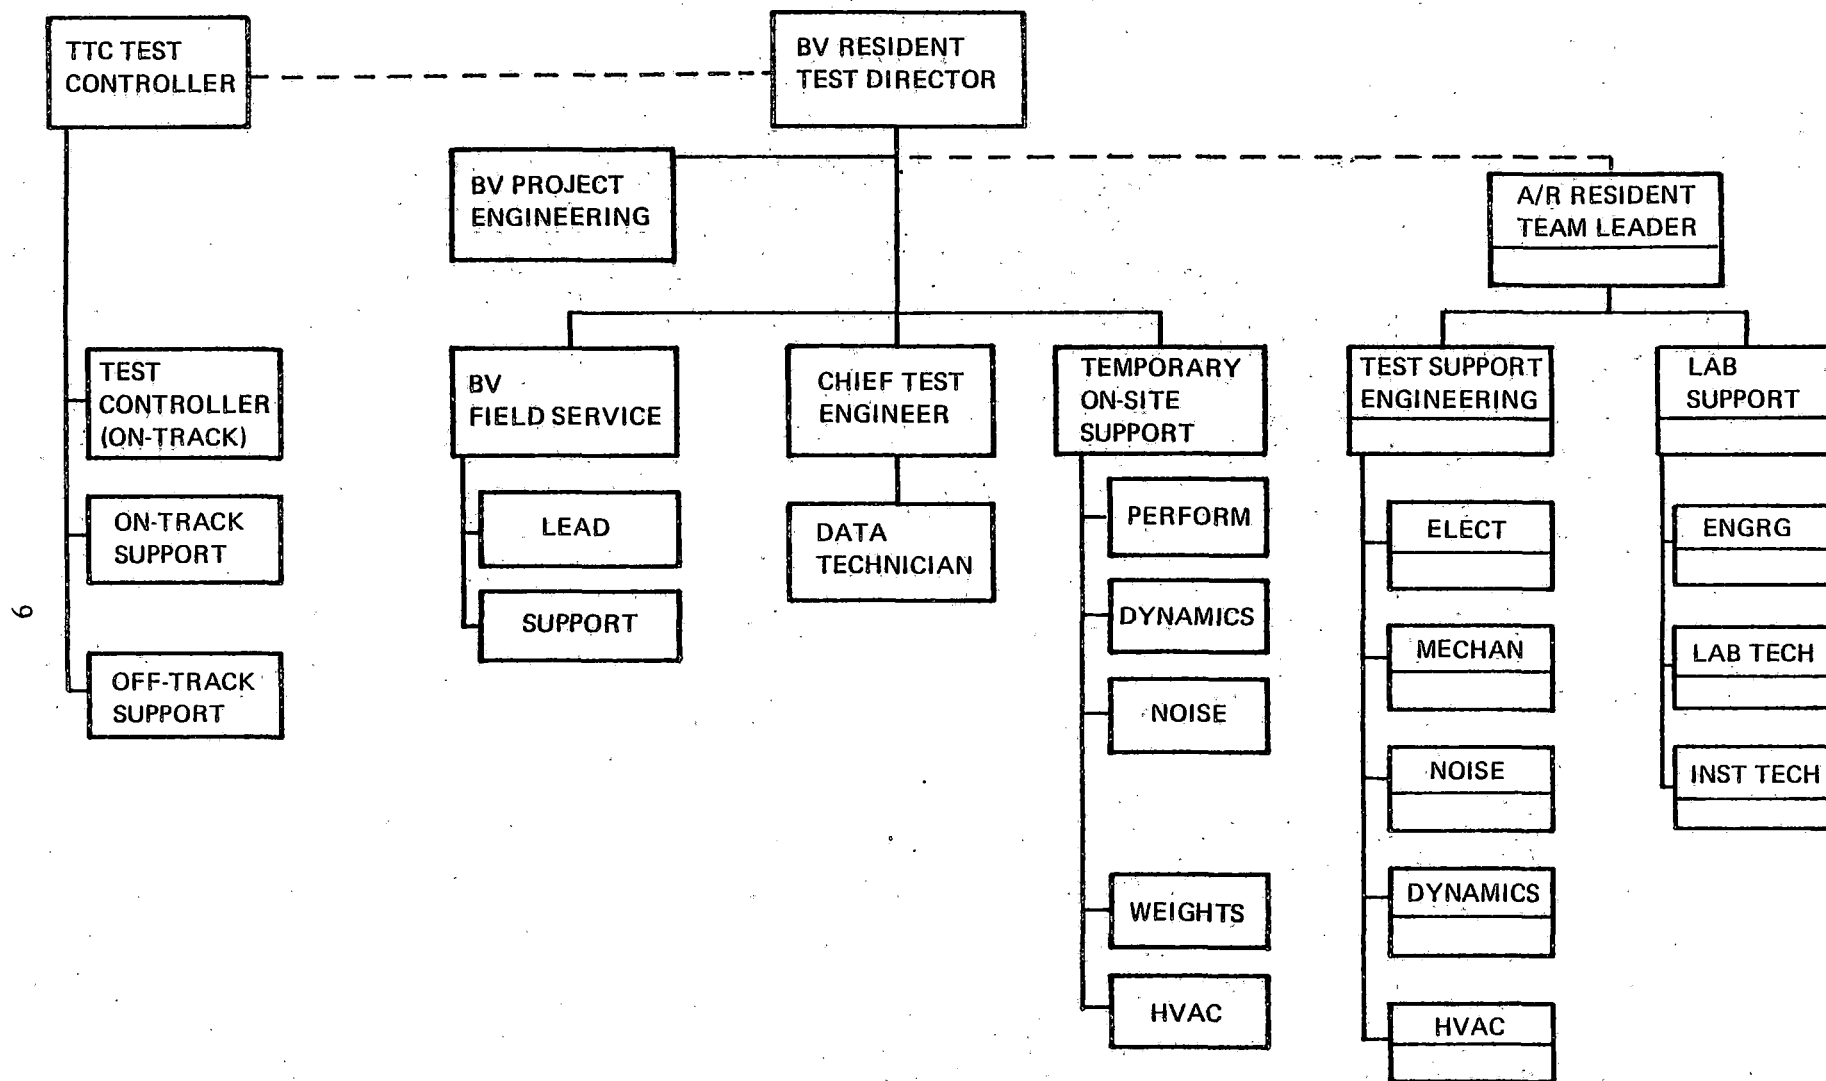 TTC TEST
CONTROLLER
BV RESIDENT
TEST DIRECTOR
BV PROJECT
ENGINEERING
A/R RESIDENT
TEAM LEADER
TEST
CONTROLLER
(ON-TRACK)
ON-TRACK
SUPPORT
OFF-TRACK
SUPPORT
BV
FIELD SERVICE
LEAD
SUPPORT
CHIEF TEST
ENGINEER
DATA
TECHNICIAN
TEMPORARY
ON-SITE
SUPPORT
PERFORM
DYNAMICS
NOISE
WEIGHTS
HVAC
TEST SUPPORT
ENGINEERING
ELECT
MECHAN
NOISE
DYNAMICS
HVAC
LAB
SUPPORT
ENGRG
LAB TECH
INST TECH
9